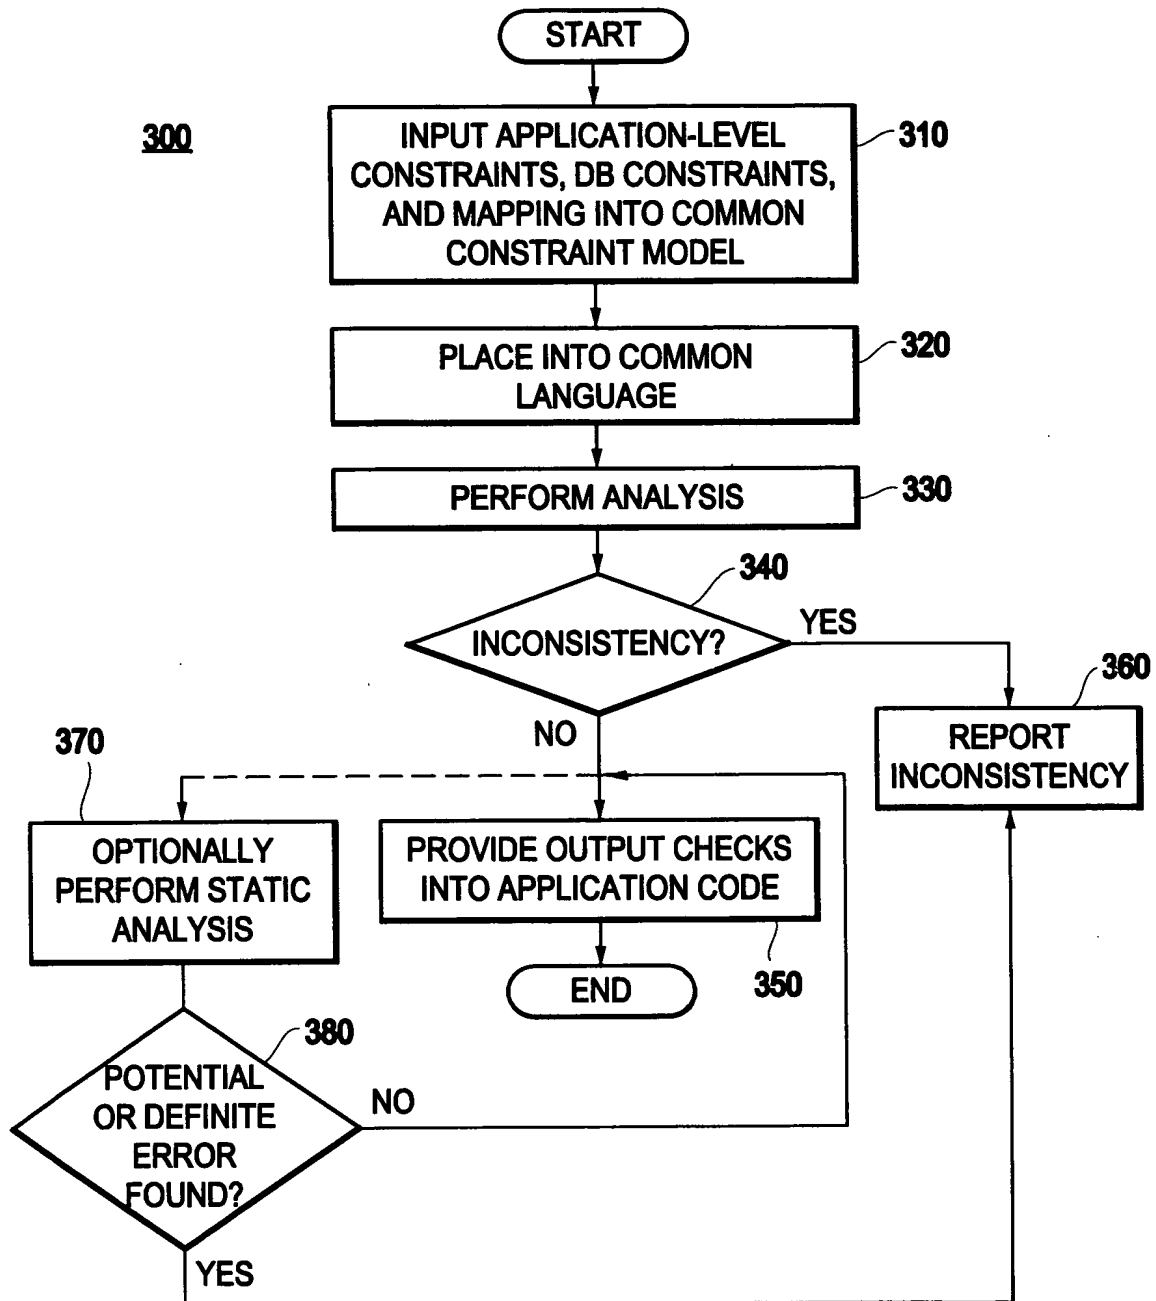 START
300
INPUT APPLICATION-LEVEL
CONSTRAINTS, DB CONSTRAINTS,
AND MAPPING INTO COMMON
CONSTRAINT MODEL
310
PLACE INTO COMMON
LANGUAGE
320
PERFORM ANALYSIS
330
340
INCONSISTENCY?
YES
NO
360
REPORT
INCONSISTENCY
370
OPTIONALLY
PERFORM STATIC
ANALYSIS
PROVIDE OUTPUT CHECKS
INTO APPLICATION CODE
350
END
380
POTENTIAL
OR DEFINITE
ERROR
FOUND?
NO
YES